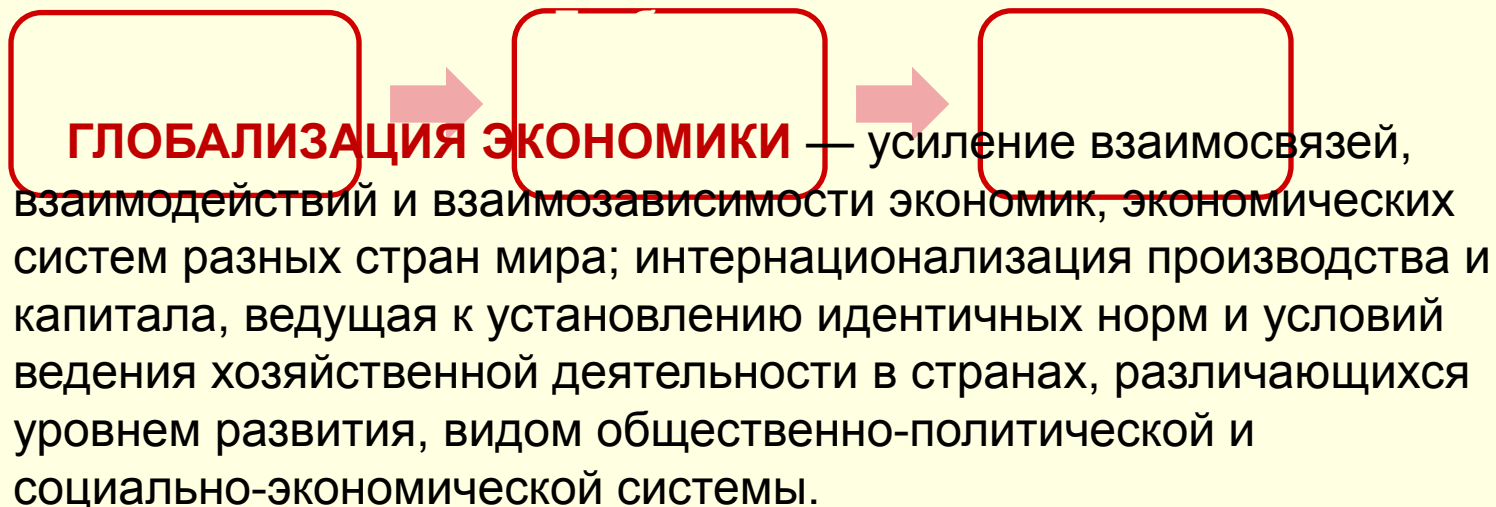 ГЛОБАЛИЗАЦИЯ ЭКОНОМИКИ — усиление взаимосвязей,
взаимодействий и взаимозависимости экономик, экономических
систем разных стран мира; интернационализация производства и
капитала, ведущая к установлению идентичных норм и условий
ведения хозяйственной деятельности в странах, различающихся
уровнем развития, видом общественно-политической и
социально-экономической системы.